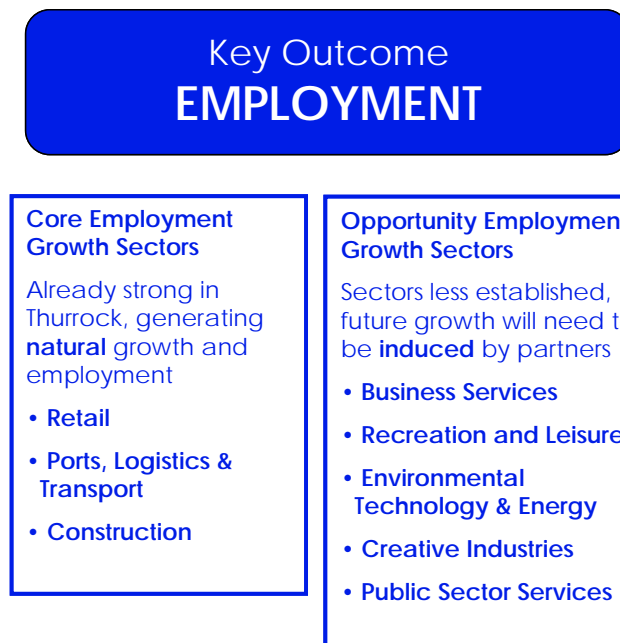 Key Outcome
EMPLOYMENT
Core Employment
Growth Sectors
Already strong in
Thurrock, generating
natural growth and
employment
• Retail
• Ports, Logistics &
Transport
• Construction
Opportunity Employmen
Growth Sectors
Sectors less established,
future growth will need t
be induced by partners
• Business Services
• Recreation and Leisure
• Environmental
Technology & Energy
• Creative Industries
• Public Sector Services